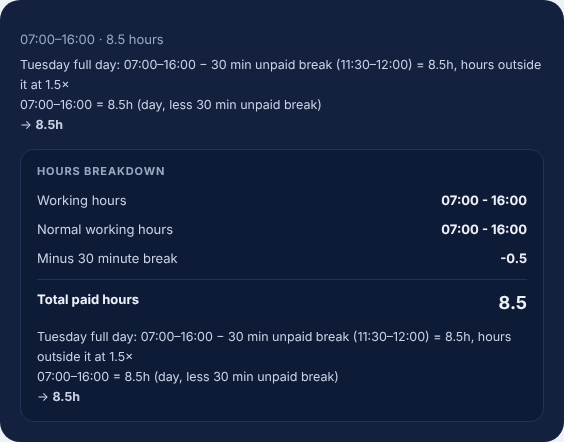 07:00–16:00 · 8.5 hours
Tuesday full day: 07:00–16:00 − 30 min unpaid break (11:30–12:00) = 8.5h, hours outside
it at 1.5×
07:00–16:00 = 8.5h (day, less 30 min unpaid break)
→ 8.5h
HOURS BREAKDOWN
Working hours 07:00 - 16:00
Normal working hours 07:00 - 16:00
Minus 30 minute break -0.5
Total paid hours 8.5
Tuesday full day: 07:00–16:00 − 30 min unpaid break (11:30–12:00) = 8.5h, hours
outside it at 1.5×
07:00–16:00 = 8.5h (day, less 30 min unpaid break)
→ 8.5h